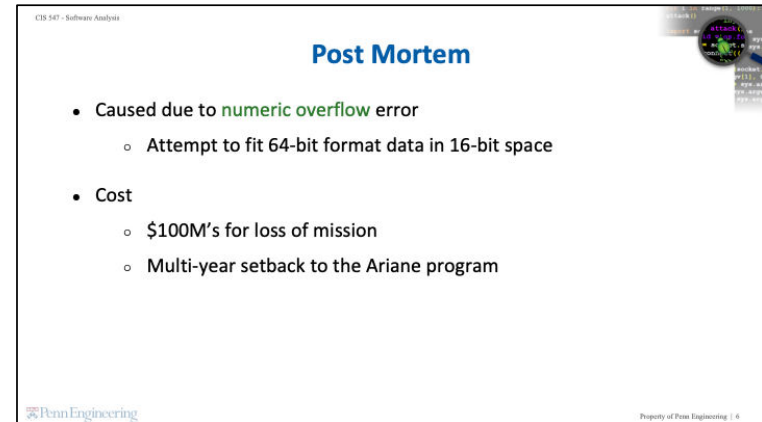 CIS 547 - Software Analysis
Post Mortem
• Caused due to numeric overflow error
◦ Attempt to fit 64-bit format data in 16-bit space
• Cost
◦ $100M’s for loss of mission
◦ Multi-year setback to the Ariane program
Penn Engineering
Property of Penn Engineering | 6